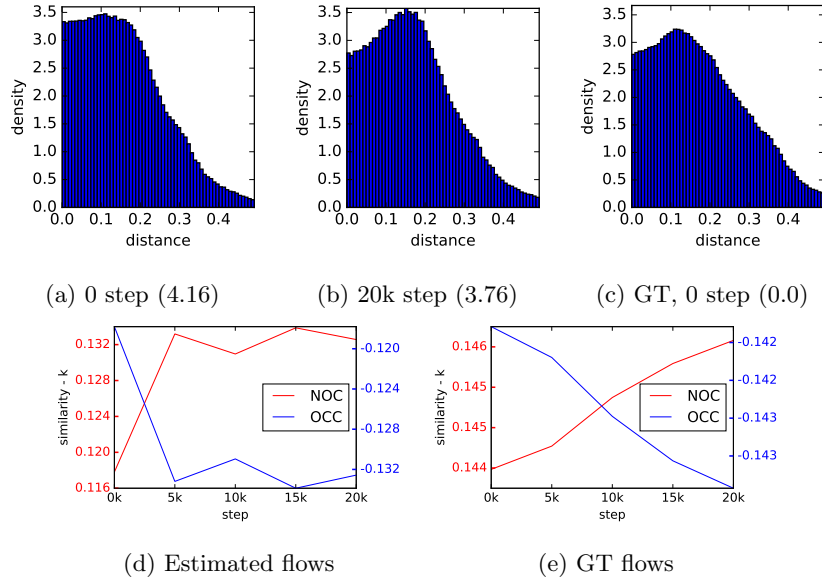 3.5
3.0
2.5
2.0
1.5
1.0
0.5
0.0
density
0.0 0.1 0.2 0.3 0.4
distance
3.5
3.0
2.5
2.0
1.5
1.0
0.5
0.0
density
0.0 0.1 0.2 0.3 0.4
distance
3.5
3.0
2.5
2.0
1.5
1.0
0.5
0.0
density
0.0 0.1 0.2 0.3 0.4
distance
(a) 0 step (4.16)
(b) 20k step (3.76)
(c) GT, 0 step (0.0)
0.132
0.128
0.124
0.120
0.116
similarity - k
NOC
OCC
-0.120
-0.124
-0.128
-0.132
0k 5k 10k 15k 20k
step
0.146
0.145
0.145
0.144
similarity - k
NOC
OCC
-0.142
-0.142
-0.143
-0.143
0k 5k 10k 15k 20k
step
(d) Estimated flows
(e) GT flows